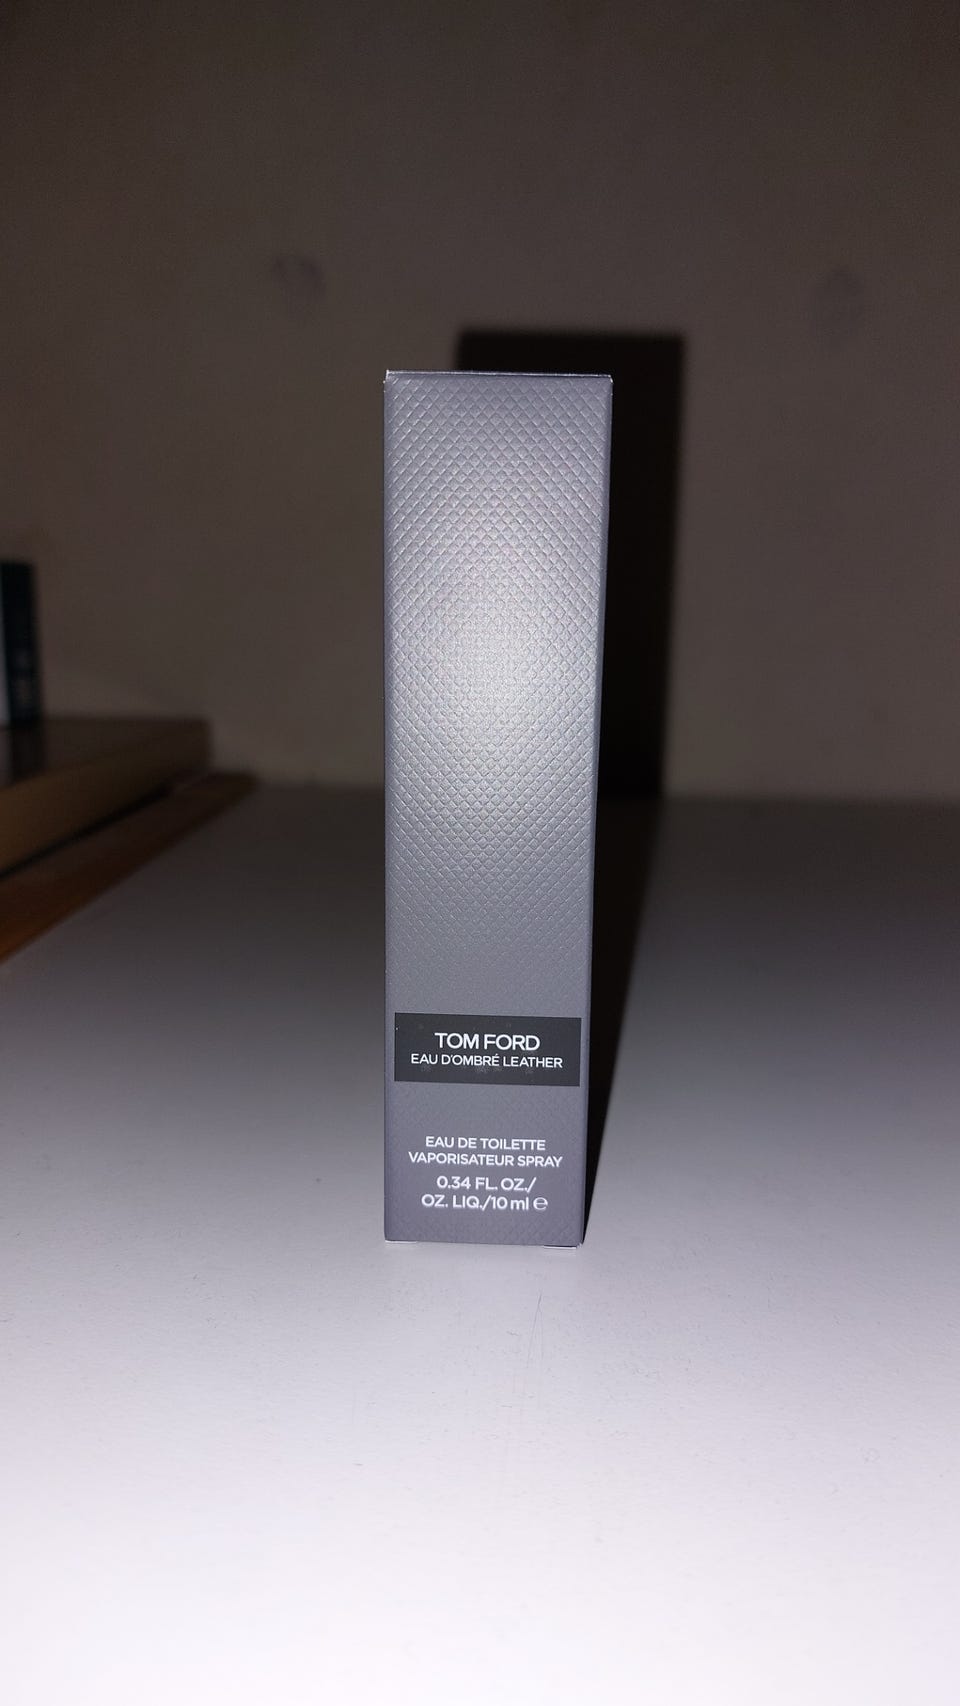 TOM FORD
EAU D'OMBRÉ LEATHER
EAU DE TOILETTE
VAPORISATEUR SPRAY
0.34 FL. OZ./
OZ. LIQ./10 ml ℮